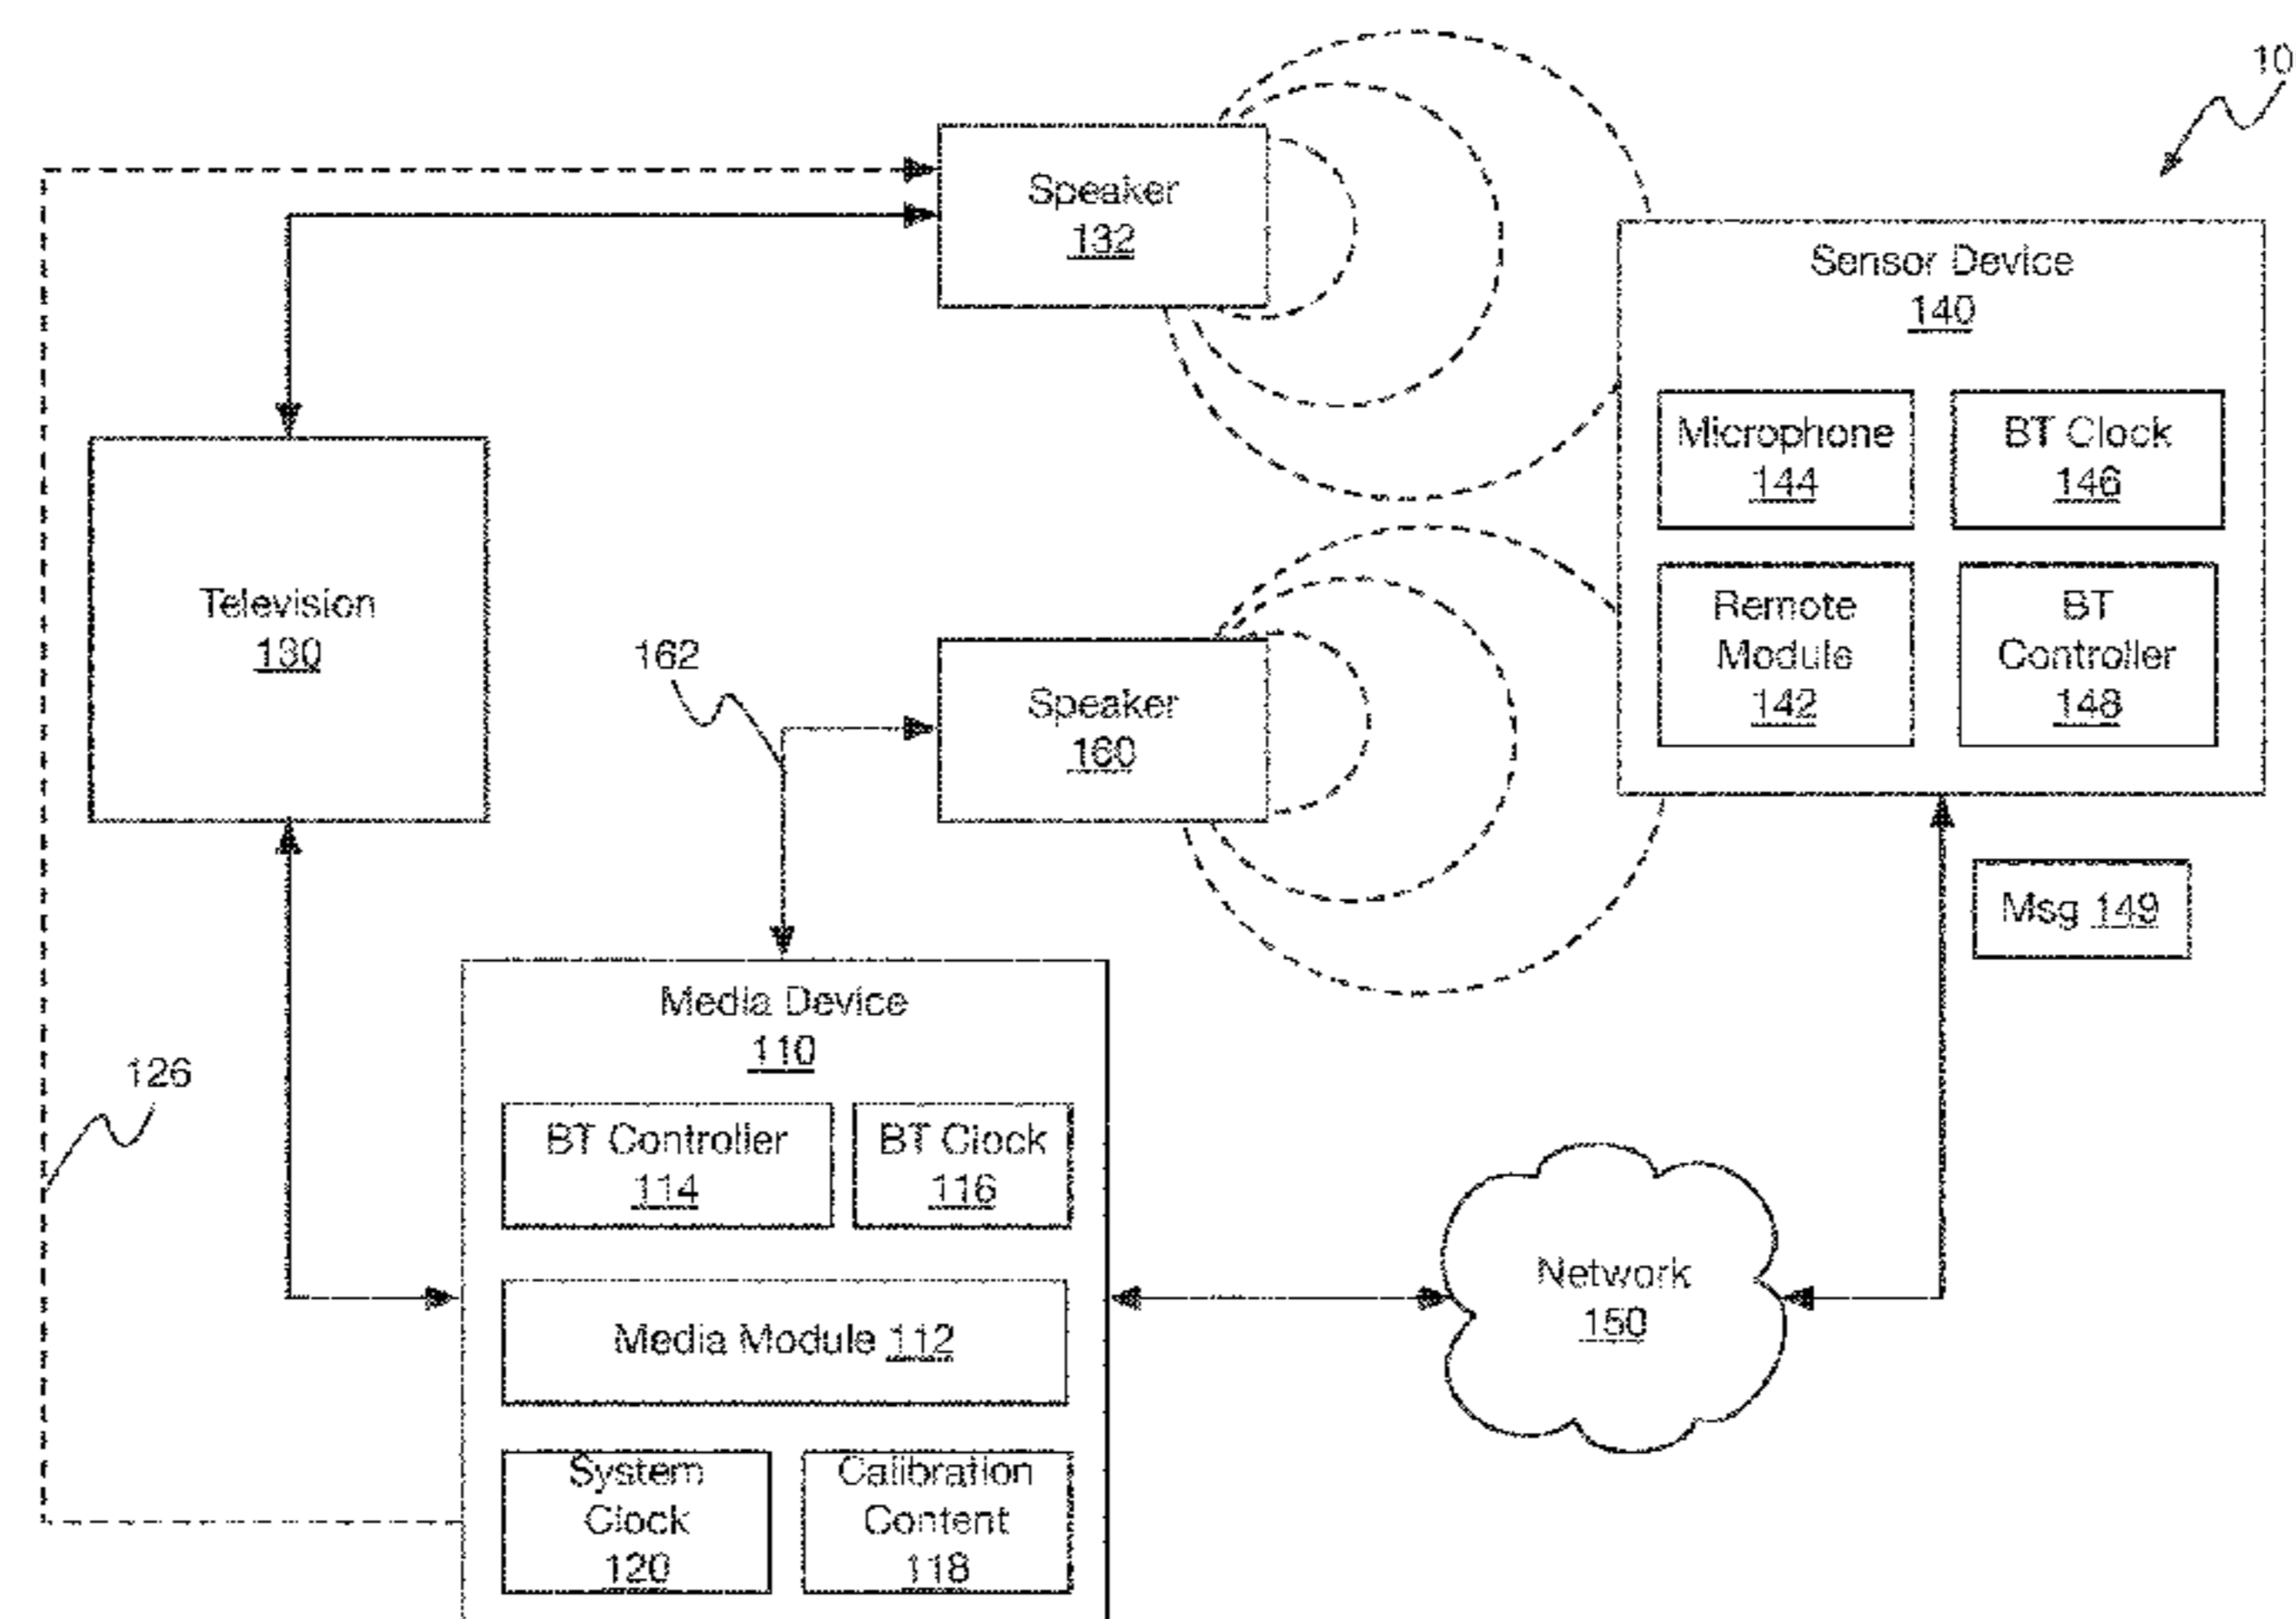 10
Speaker
132
Sensor Device
140
Microphone
144
BT Clock
146
Remote
Module
142
BT
Controller
148
Television
130
162
Speaker
160
Msg 149
Media Device
110
126
BT Controller
114
BT Clock
116
Media Module 112
System
Clock
120
Calibration
Content
118
Network
150